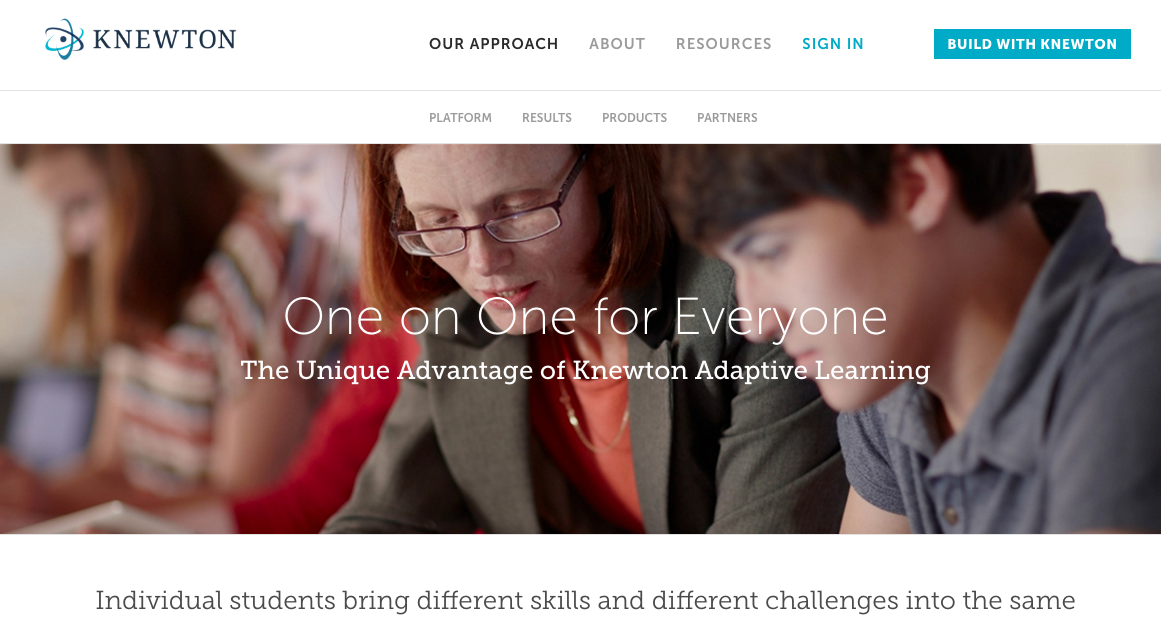 KNEWTON
OUR APPROACH ABOUT RESOURCES SIGN IN BUILD WITH KNEWTON
PLATFORM RESULTS PRODUCTS PARTNERS
One on One for Everyone
The Unique Advantage of Knewton Adaptive Learning
Individual students bring different skills and different challenges into the same